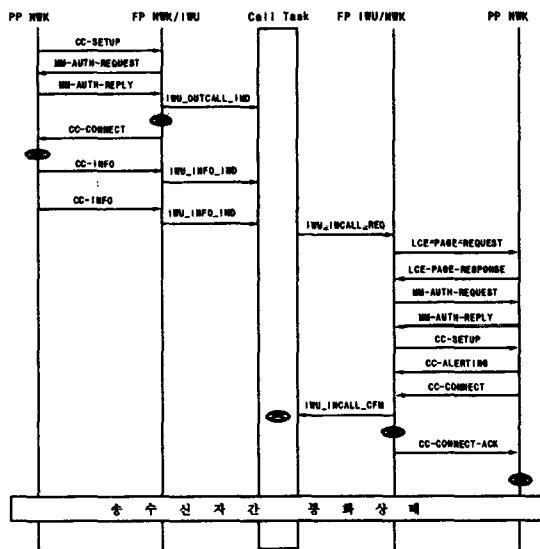 PP NWK FP NWK/IWU Call Task FP IWU/NWK PP NWK
CC-SETUP
MM-AUTH-REQUEST
MM-AUTH-REPLY
IWU_OUTCALL_IND
CC-CONNECT
CC-INFO
IWU_INFO_IND
CC-INFO
IWU_INFO_IND
IWU_INCALL_REQ
LCE-PAGE-REQUEST
LCE-PAGE-RESPONSE
MM-AUTH-REQUEST
MM-AUTH-REPLY
CC-SETUP
CC-ALERTING
CC-CONNECT
IWU_INCALL_CFM
CC-CONNECT-ACK
송 수 신 자 간 통 화 상 태